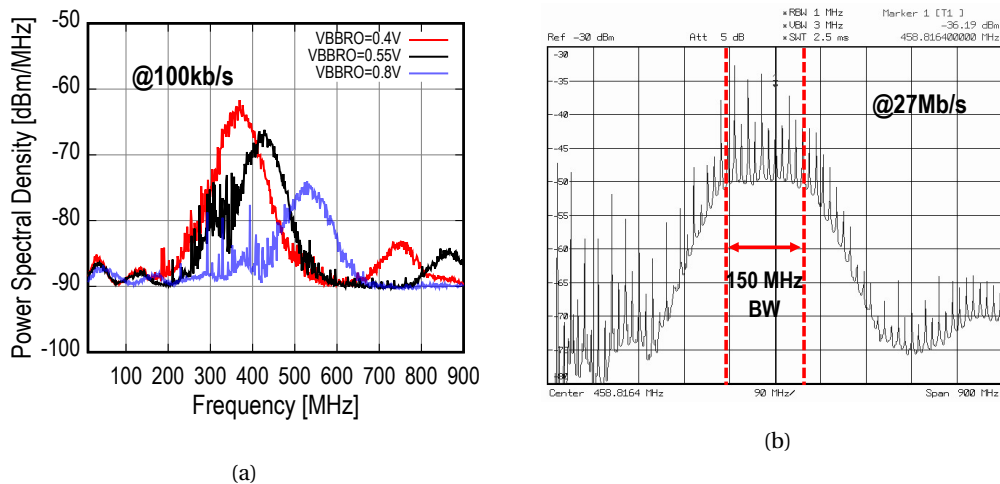 -50
-60
-70
-80
-90
-100
Power Spectral Density [dBm/MHz]
@100kb/s
VBBRO=0.4V
VBBRO=0.55V
VBBRO=0.8V
100 200 300 400 500 600 700 800 900
Frequency [MHz]
(a)
*RBW 1 MHz Marker 1 [T1 ]
*VBW 3 MHz -36.19 dBm
Ref -30 dBm Att 5 dB *SWT 2.5 ms 458.816400000 MHz
-30
-35
-40
-45
-50
-55
-60
-65
-70
-75
-80
1
@27Mb/s
150 MHz
BW
Center 458.8164 MHz 90 MHz/ Span 900 MHz
(b)